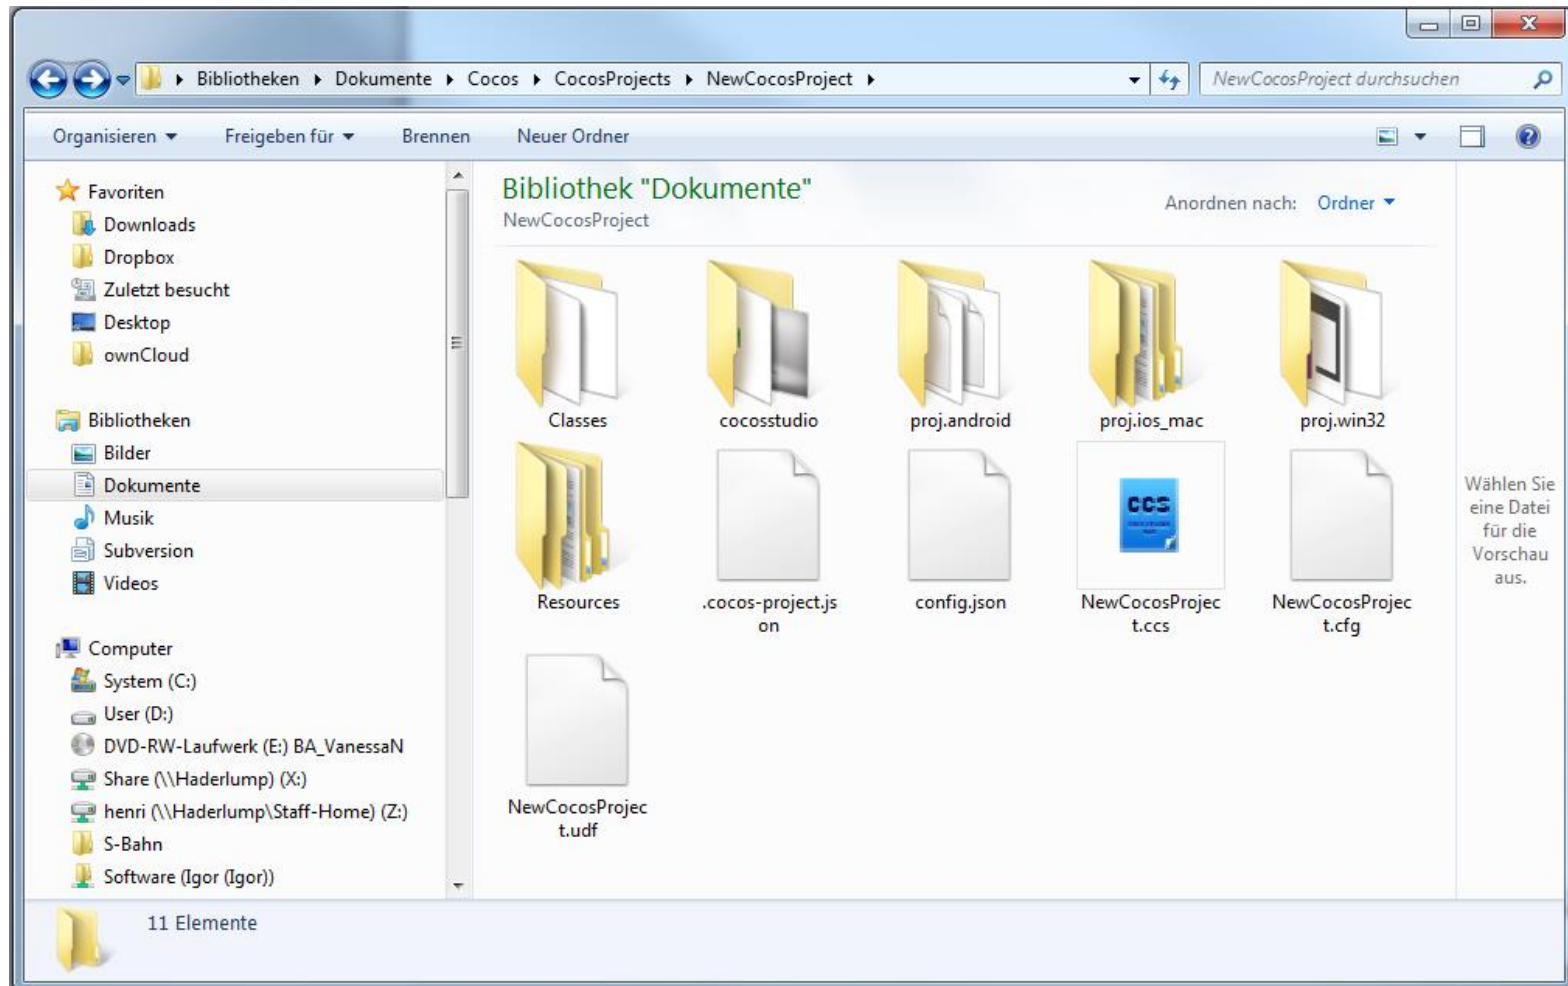 Bibliotheken Dokumente Cocos CocosProjects NewCocosProject
NewCocosProject durchsuchen
Organisieren Freigeben für Brennen Neuer Ordner
Favoriten
Downloads
Dropbox
Zuletzt besucht
Desktop
ownCloud
Bibliotheken
Bilder
Dokumente
Musik
Subversion
Videos
Computer
System (C:)
User (D:)
DVD-RW-Laufwerk (E:) BA_VanessaN
Share (\\Haderlump) (X:)
henri (\\Haderlump\Staff-Home) (Z:)
S-Bahn
Software (Igor (Igor))
Bibliothek "Dokumente"
NewCocosProject
Anordnen nach: Ordner
Classes
cocosstudio
proj.android
proj.ios_mac
proj.win32
Resources
.cocos-project.js
on
config.json
CCS
NewCocosProjec
t.ccs
NewCocosProjec
t.cfg
NewCocosProjec
t.udf
Wählen Sie
eine Datei
für die
Vorschau
aus.
11 Elemente